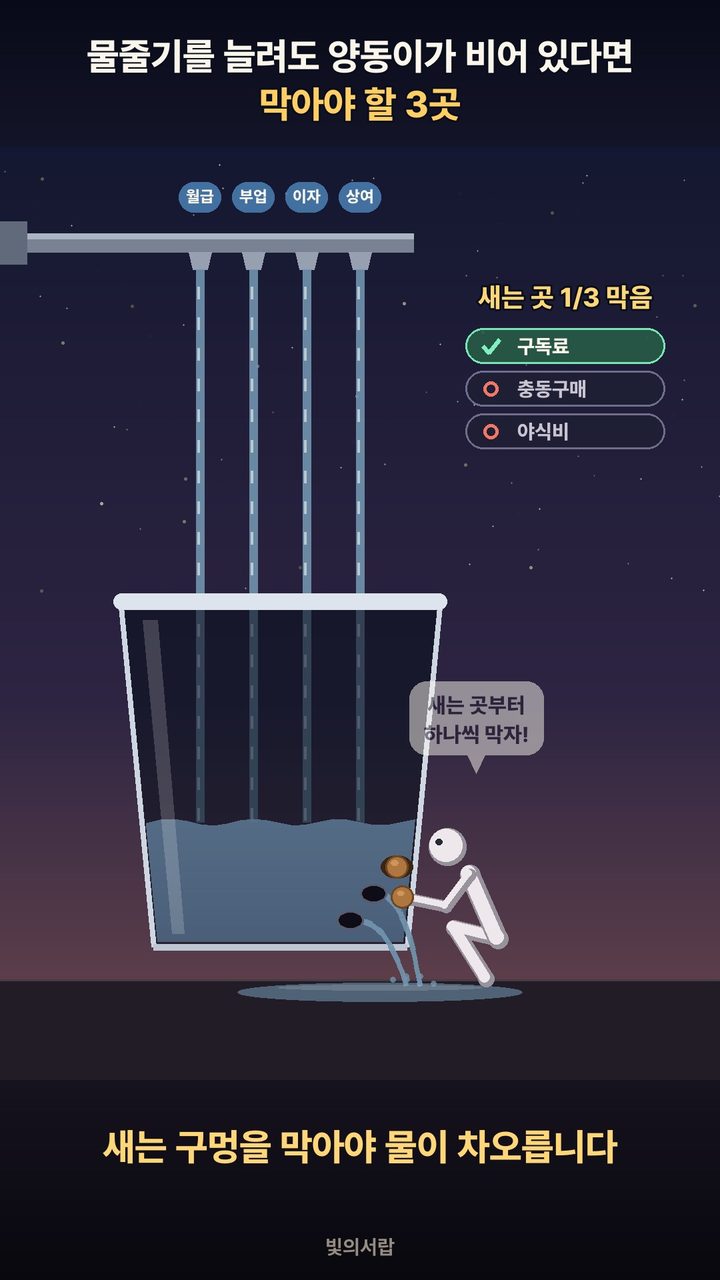 물줄기를 늘려도 양동이가 비어 있다면
막아야 할 3곳
월급 부업 이자 상여
새는 곳 1/3 막음
구독료
충동구매
야식비
새는 곳부터
하나씩 막자!
새는 구멍을 막아야 물이 차오릅니다
빛의서랍